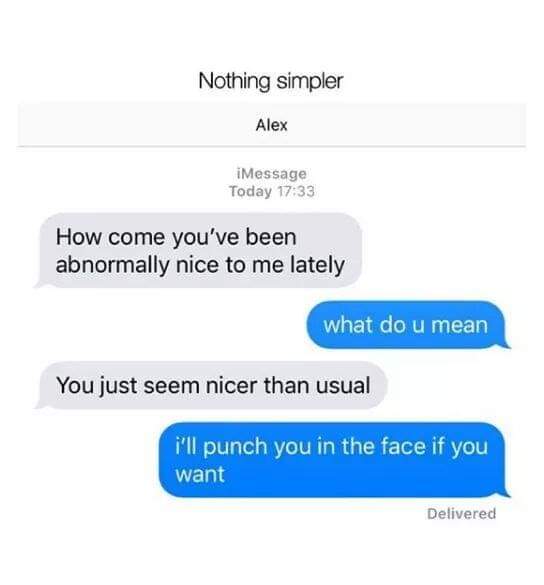 Nothing simpler
Alex
iMessage
Today 17:33
How come you've been
abnormally nice to me lately
what do u mean
You just seem nicer than usual
i'll punch you in the face if you
want
Delivered